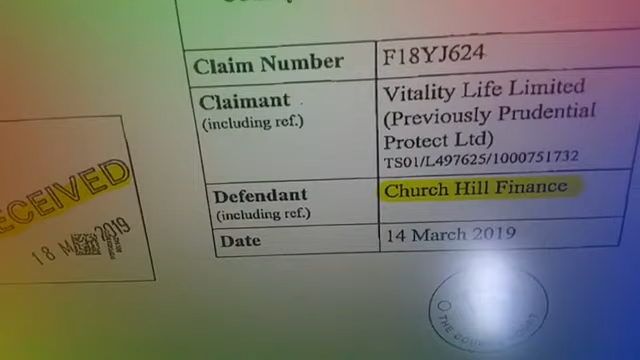 Claim Number F18YJ624
Claimant Vitality Life Limited
(including ref.) (Previously Prudential
Protect Ltd)
TS01/L497625/1000751732
Defendant Church Hill Finance
(including ref.)
Date 14 March 2019
ECEIVED
18 MAR 2019